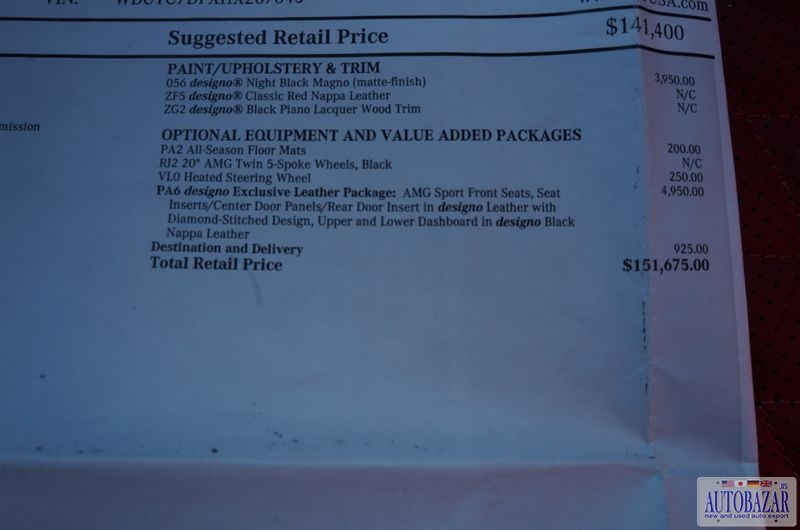 VIN:
Suggested Retail Price $141,400
PAINT/UPHOLSTERY & TRIM
056 designo® Night Black Magno (matte-finish) 3,950.00
ZF5 designo® Classic Red Nappa Leather N/C
ZG2 designo® Black Piano Lacquer Wood Trim N/C
OPTIONAL EQUIPMENT AND VALUE ADDED PACKAGES
PA2 All-Season Floor Mats 200.00
RJ2 20" AMG Twin 5-Spoke Wheels, Black N/C
VL0 Heated Steering Wheel 250.00
PA6 designo Exclusive Leather Package: AMG Sport Front Seats, Seat 4,950.00
Inserts/Center Door Panels/Rear Door Insert in designo Leather with
Diamond-Stitched Design, Upper and Lower Dashboard in designo Black
Nappa Leather
Destination and Delivery 925.00
Total Retail Price $151,675.00
AUTOBAZAR.us
new and used auto export